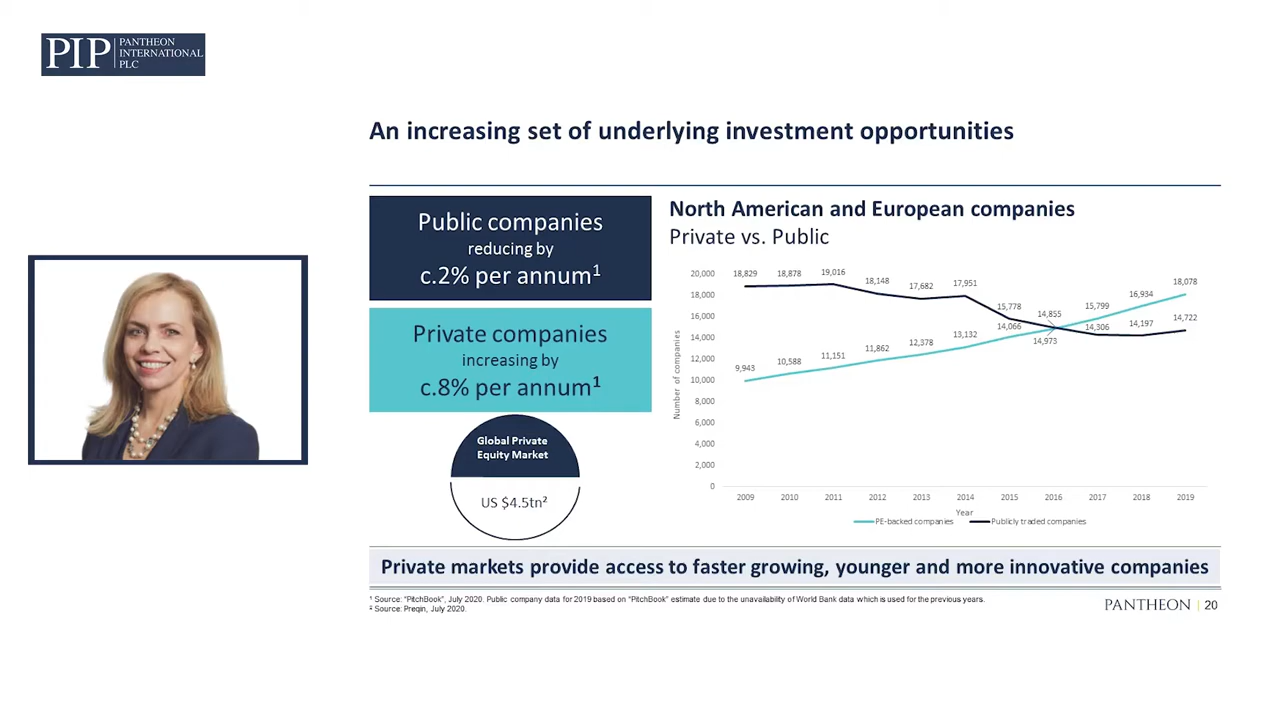 PIP
PANTHEON
INTERNATIONAL
PLC
An increasing set of underlying investment opportunities
Public companies
reducing by
c.2% per annum¹
Private companies
increasing by
c.8% per annum¹
Global Private
Equity Market
US $4.5tn²
North American and European companies
Private vs. Public
Number of companies
20,000
18,000
16,000
14,000
12,000
10,000
8,000
6,000
4,000
2,000
0
18,829 18,878 19,016 18,148 17,682 17,951 15,778 14,855 14,306 14,197 14,722
9,943 10,588 11,151 11,862 12,378 13,132 14,066 14,973 15,799 16,934 18,078
2009 2010 2011 2012 2013 2014 2015 2016 2017 2018 2019
Year
PE-backed companies Publicly traded companies
Private markets provide access to faster growing, younger and more innovative companies
¹ Source: “PitchBook”, July 2020. Public company data for 2019 based on “PitchBook” estimate due to the unavailability of World Bank data which is used for the previous years.
² Source: Preqin, July 2020.
PANTHEON | 20